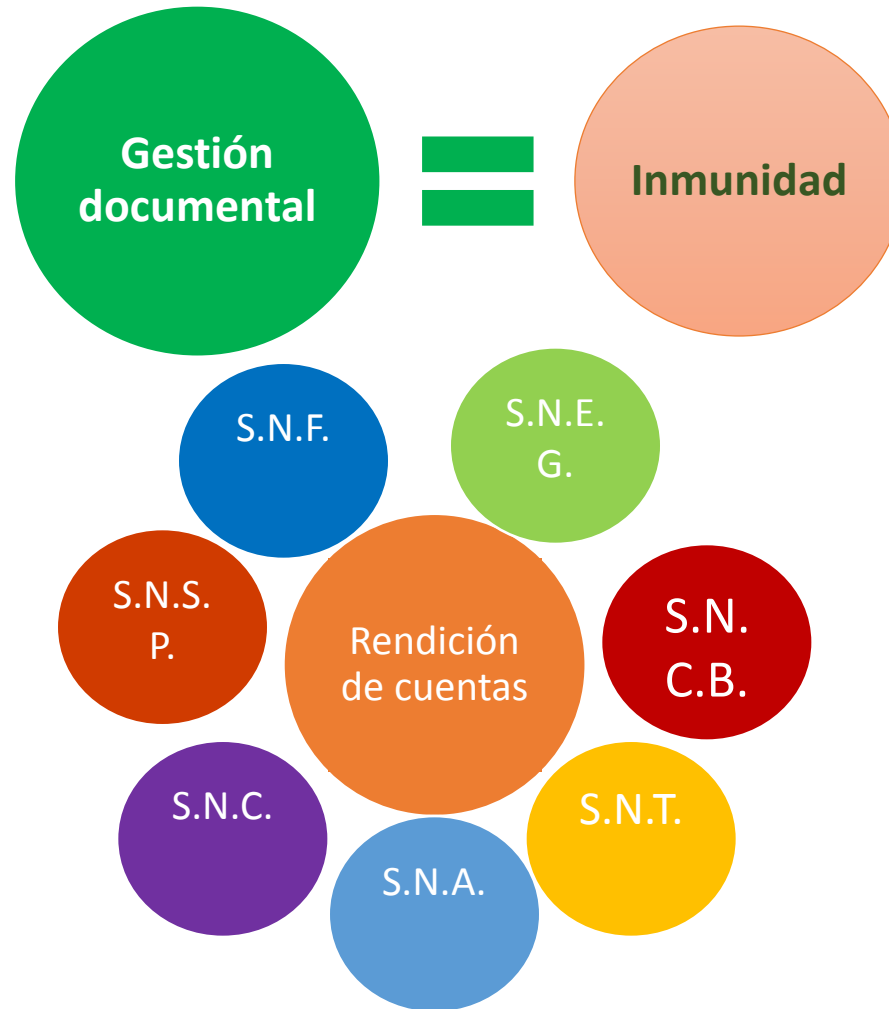 Gestión
documental
Inmunidad
S.N.F.
S.N.E.
G.
S.N.S.
P.
Rendición
de cuentas
S.N.
C.B.
S.N.C.
S.N.T.
S.N.A.